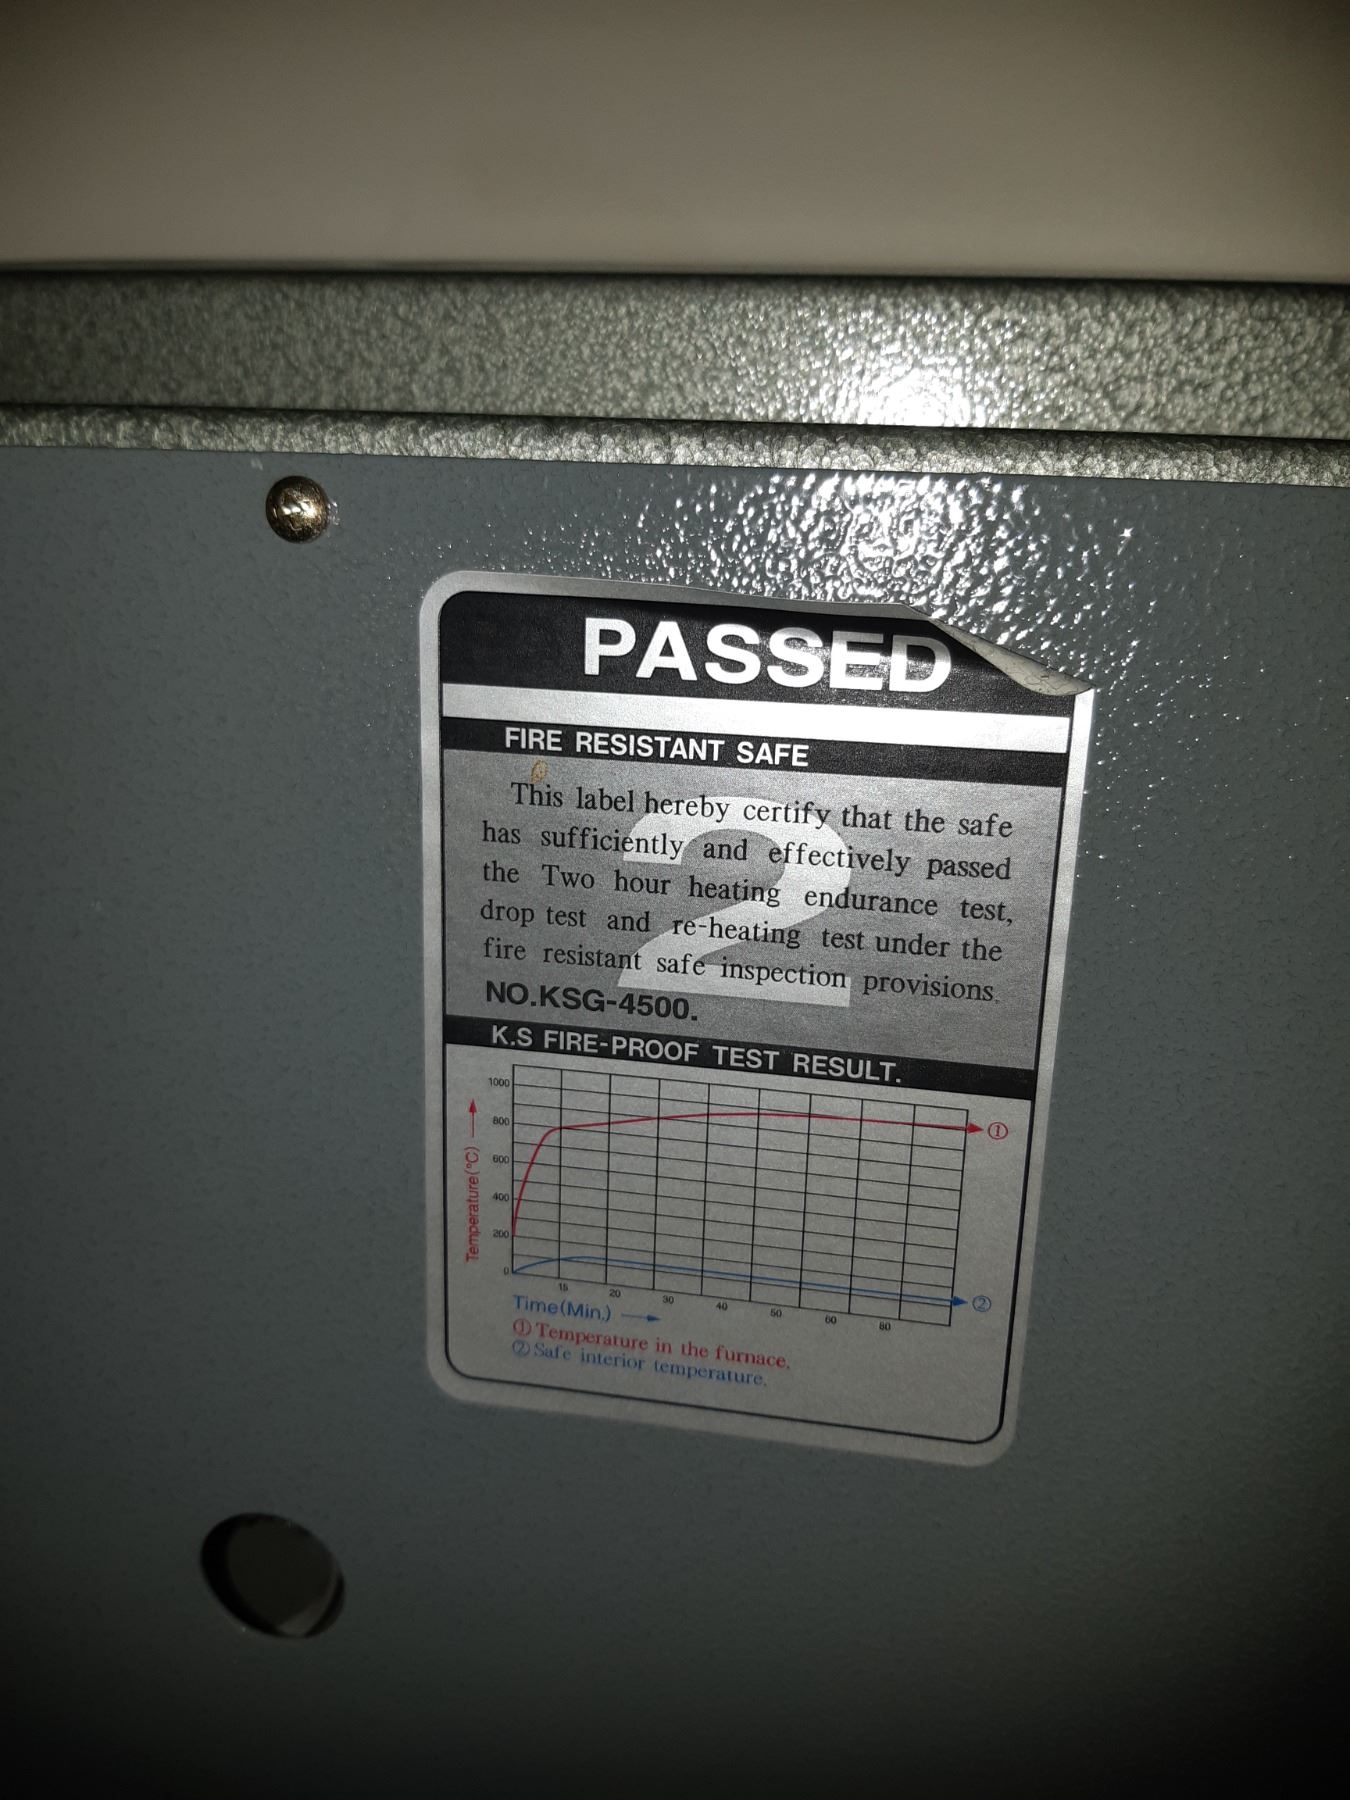 PASSED
FIRE RESISTANT SAFE
2
This label hereby certify that the safe
has sufficiently and effectively passed
the Two hour heating endurance test,
drop test and re-heating test under the
fire resistant safe inspection provisions.
NO.KSG-4500.
K.S FIRE-PROOF TEST RESULT.
Temperature(°C)
1000
800
600
400
200
0
①
②
15 20 30 40 50 60 80
Time(Min.)
① Temperature in the furnace.
② Safe interior temperature.